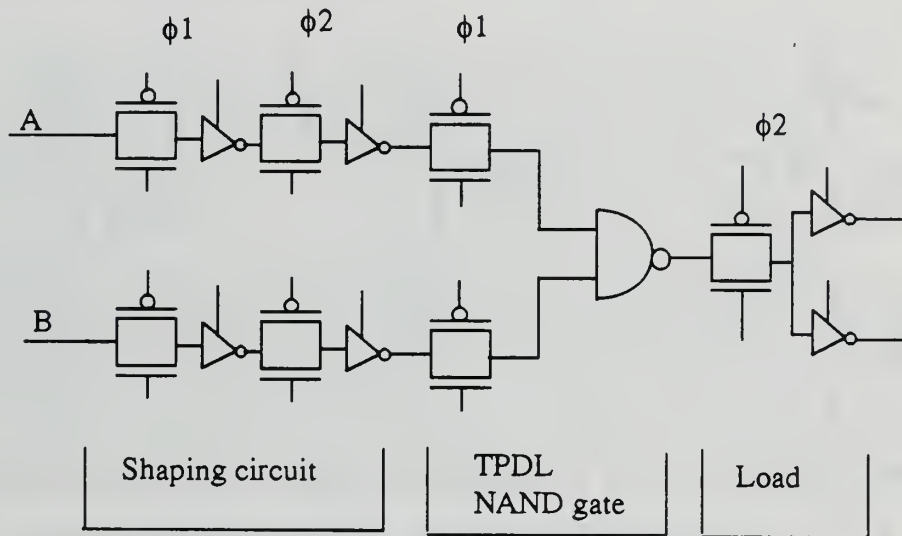 ϕ1
ϕ2
ϕ1
A
ϕ2
B
Shaping circuit
TPDL
NAND gate
Load